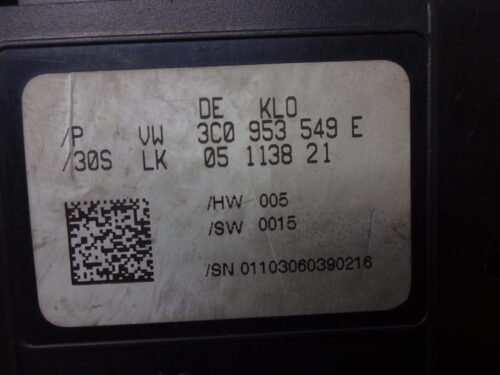 DE KLO
/P VW 3C0 953 549 E
/30S LK 05 1138 21
/HW 005
/SW 0015
/SN 01103060390216